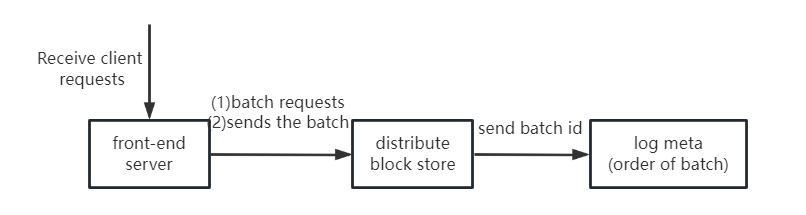 Receive client
requests
(1)batch requests
(2)sends the batch
front-end
server
distribute
block store
send batch id
log meta
(order of batch)